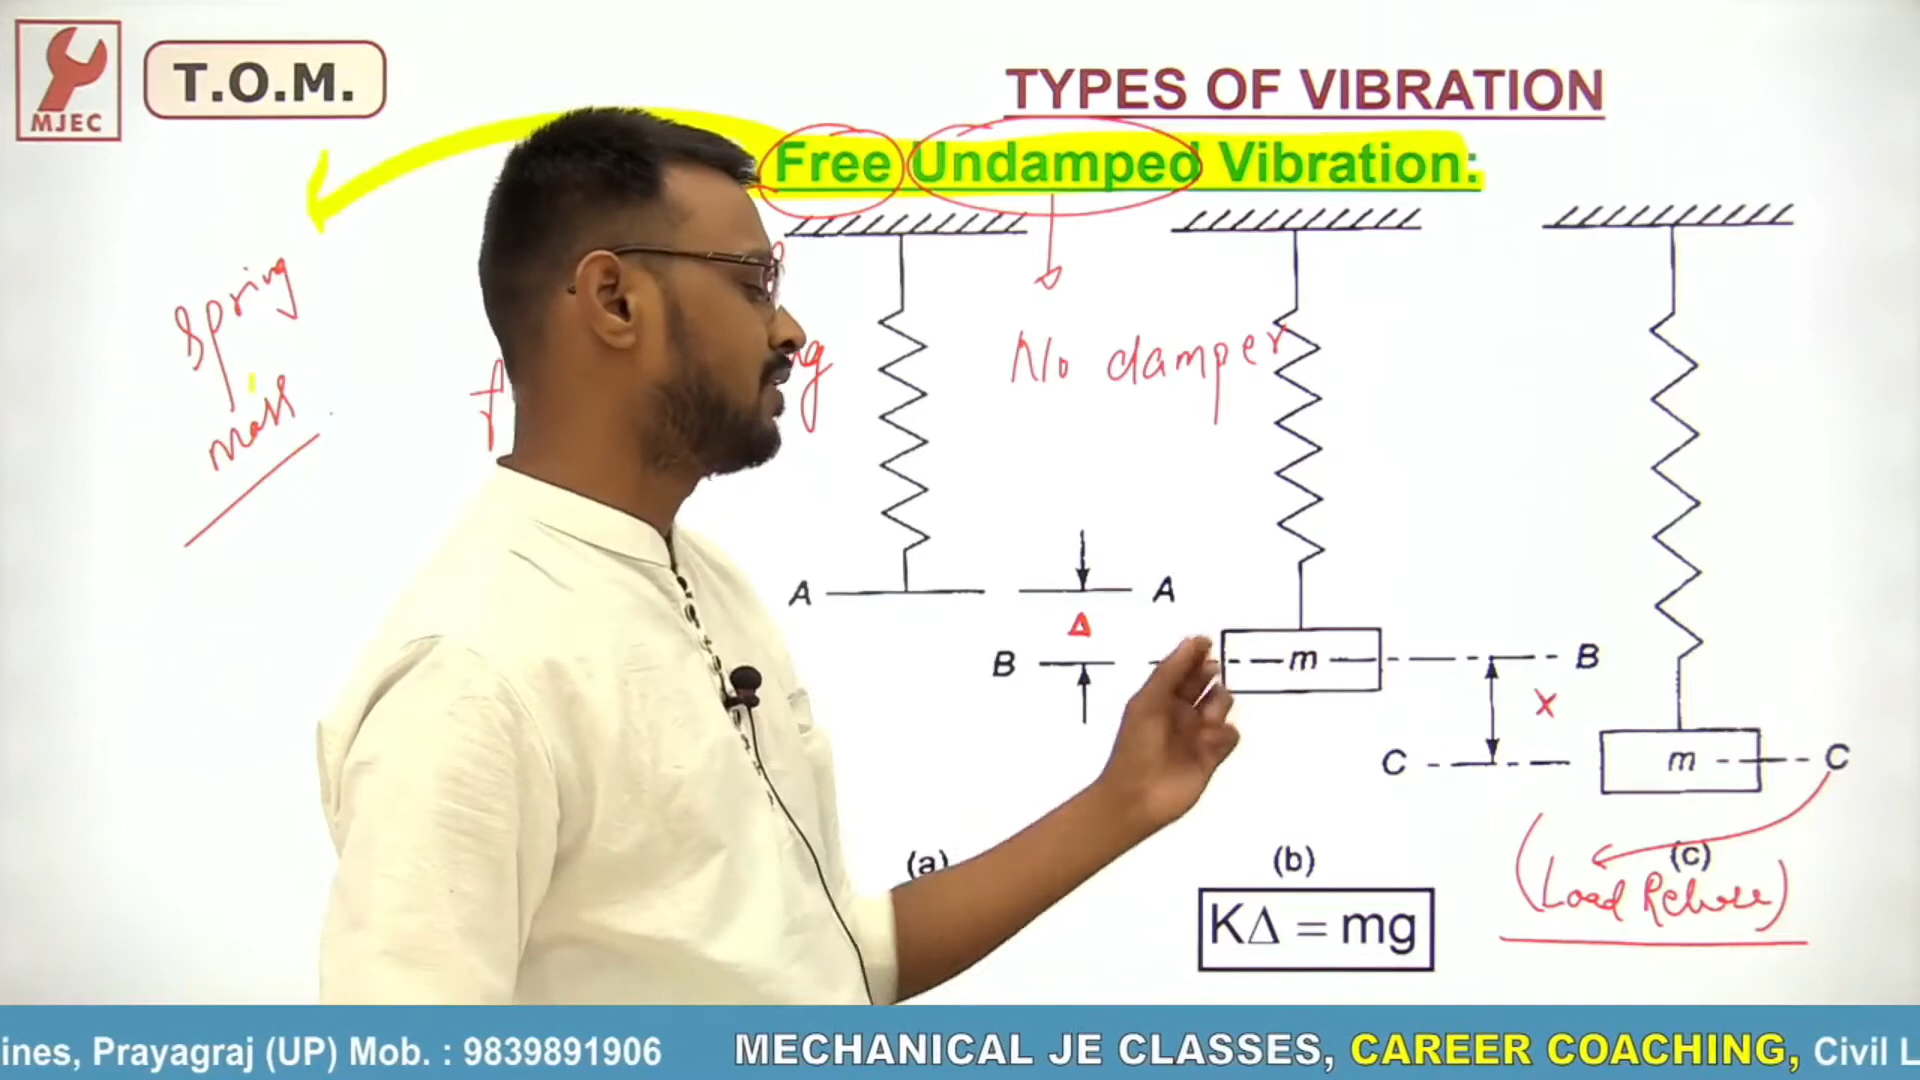 MJEC
T.O.M.
TYPES OF VIBRATION
Free Undamped Vibration:
Spring
mass
No damper
A
A
Δ
B
m
B
X
C
m
C
(a)
(b)
(c)
(Load Release)
KΔ = mg
ines, Prayagraj (UP) Mob. : 9839891906 MECHANICAL JE CLASSES, CAREER COACHING, Civil L